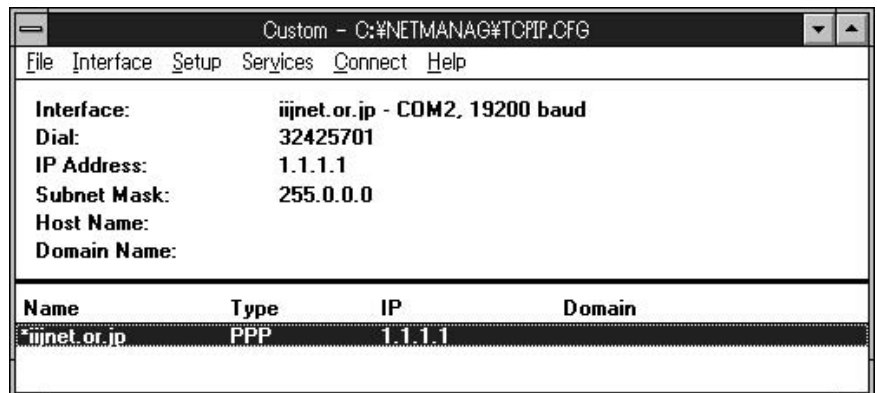 Custom - C:¥NETMANAG¥TCPIP.CFG
File Interface Setup Services Connect Help
Interface: iijnet.or.jp - COM2, 19200 baud
Dial: 32425701
IP Address: 1.1.1.1
Subnet Mask: 255.0.0.0
Host Name:
Domain Name:
Name Type IP Domain
*iijnet.or.jp PPP 1.1.1.1